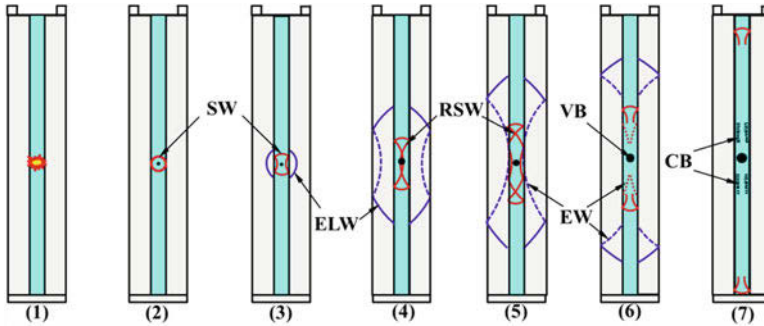 SW
RSW
VB
CB
ELW
EW
(1)
(2)
(3)
(4)
(5)
(6)
(7)